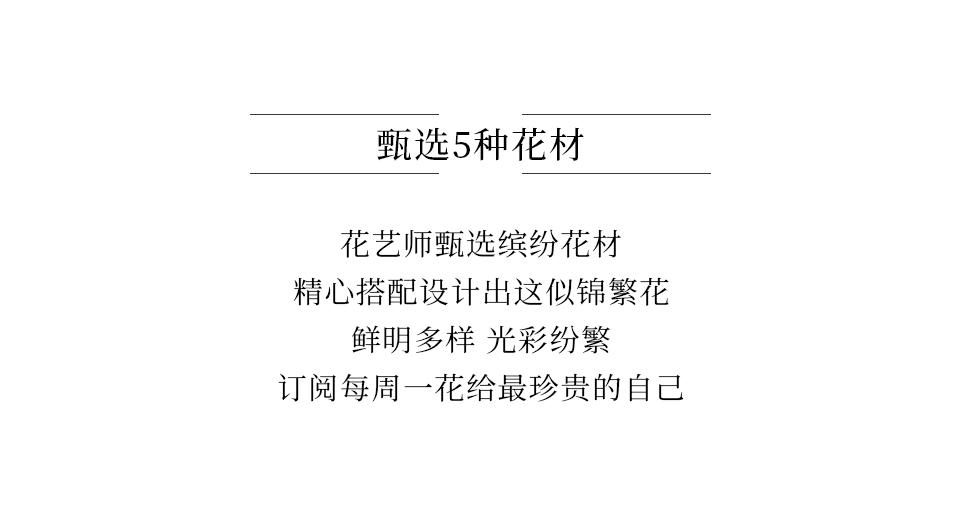 甄选5种花材
花艺师甄选缤纷花材
精心搭配设计出这似锦繁花
鲜明多样 光彩纷繁
订阅每周一花给最珍贵的自己